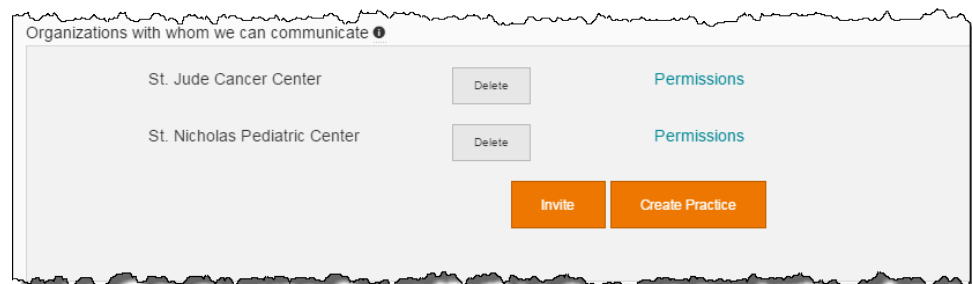 Organizations with whom we can communicate
St. Jude Cancer Center Delete Permissions
St. Nicholas Pediatric Center Delete Permissions
Invite Create Practice